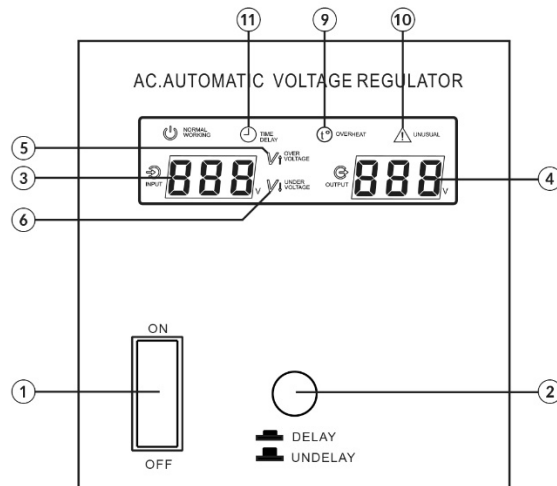 11 9 10
AC.AUTOMATIC VOLTAGE REGULATOR
NORMAL WORKING
TIME DELAY
t° OVERHEAT
UNUSUAL
5
OVER VOLTAGE
3
INPUT
888 V
UNDER VOLTAGE
OUTPUT
888 V
4
6
ON
1
OFF
2
DELAY
UNDELAY